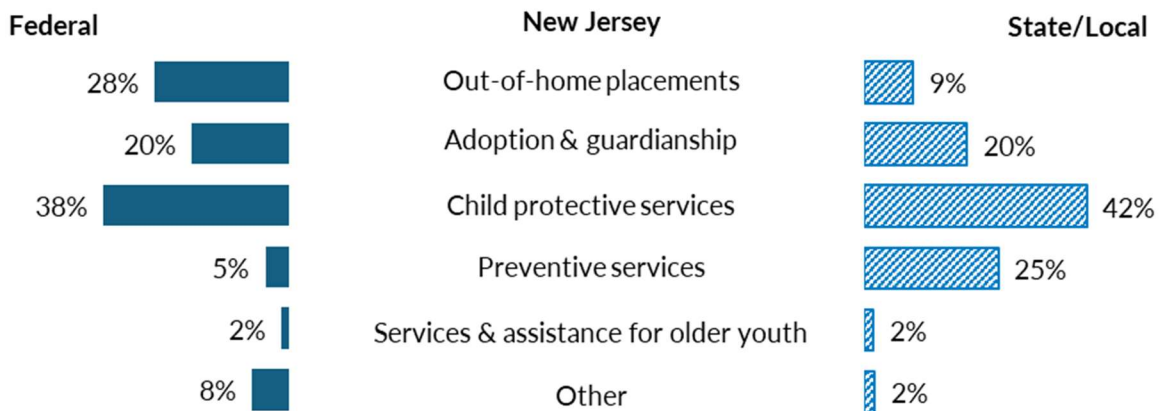 Federal New Jersey State/Local
28% Out-of-home placements 9%
20% Adoption & guardianship 20%
38% Child protective services 42%
5% Preventive services 25%
2% Services & assistance for older youth 2%
8% Other 2%